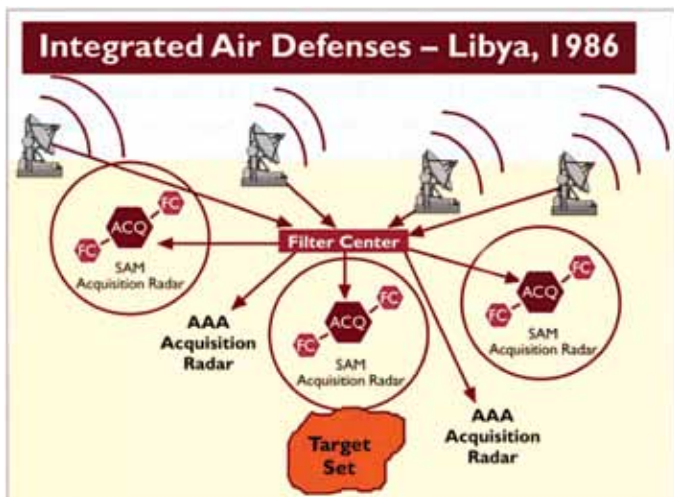 Integrated Air Defenses – Libya, 1986
FC
ACQ
FC
SAM
Acquisition Radar
Filter Center
FC
ACQ
FC
SAM
Acquisition Radar
FC
ACQ
FC
SAM
Acquisition Radar
AAA
Acquisition
Radar
AAA
Acquisition
Radar
Target
Set